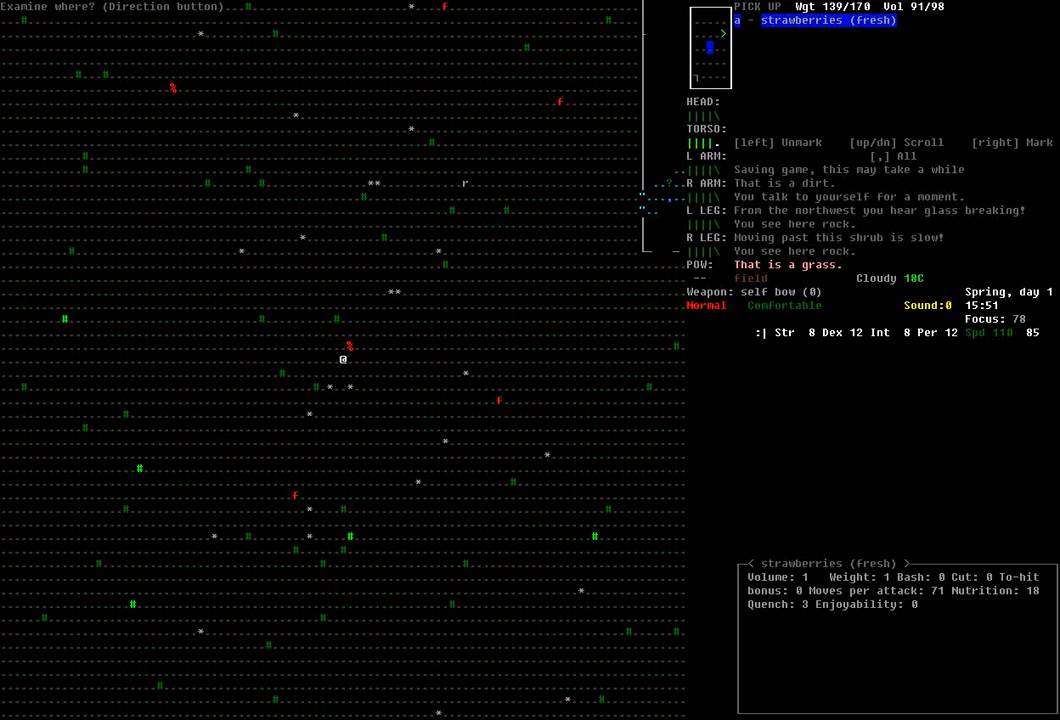 Examine where? (Direction button)
PICK UP Wgt 139/170 Vol 91/98
a - strawberries (fresh)
HEAD:
||||\
TORSO:
||||. [left] Unmark [up/dn] Scroll [right] Mark
L ARM: [,] All
||||\ Saving game, this may take a while
R ARM: That is a dirt.
||||\ You talk to yourself for a moment.
L LEG: From the northwest you hear glass breaking!
||||\ You see here rock.
R LEG: Moving past this shrub is slow!
||||\ You see here rock.
POW: That is a grass.
-- field Cloudy 18C
Weapon: self bow (0) Spring, day 1
Normal Comfortable Sound:0 15:51
Focus: 78
:| Str 8 Dex 12 Int 8 Per 12 Spd 110 85
< strawberries (fresh) >
Volume: 1 Weight: 1 Bash: 0 Cut: 0 To-hit
bonus: 0 Moves per attack: 71 Nutrition: 18
Quench: 3 Enjoyability: 0